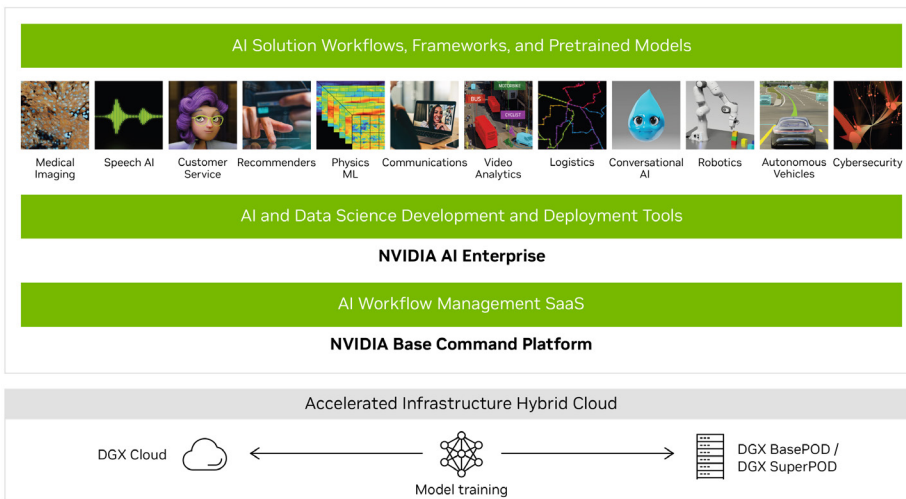 AI Solution Workflows, Frameworks, and Pretrained Models
BUS
MOTORBIKE
CYCLIST
Medical
Imaging
Speech AI
Customer
Service
Recommenders
Physics
ML
Communications
Video
Analytics
Logistics
Conversational
AI
Robotics
Autonomous
Vehicles
Cybersecurity
AI and Data Science Development and Deployment Tools
NVIDIA AI Enterprise
AI Workflow Management SaaS
NVIDIA Base Command Platform
Accelerated Infrastructure Hybrid Cloud
DGX Cloud
Model training
DGX BasePOD /
DGX SuperPOD